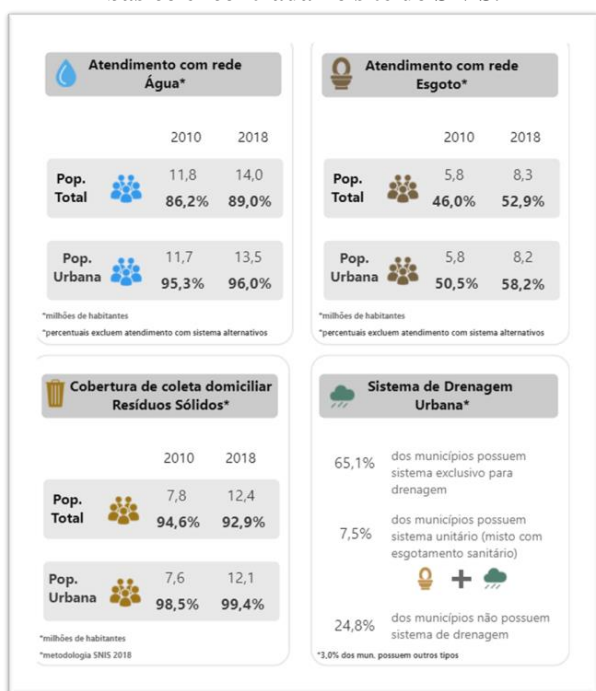 Atendimento com rede
Água*
2010 2018
Pop.
Total
11,8 14,0
86,2% 89,0%
Pop.
Urbana
11,7 13,5
95,3% 96,0%
*milhões de habitantes
*percentuais excluem atendimento com sistema alternativos
Atendimento com rede
Esgoto*
2010 2018
Pop.
Total
5,8 8,3
46,0% 52,9%
Pop.
Urbana
5,8 8,2
50,5% 58,2%
*milhões de habitantes
*percentuais excluem atendimento com sistema alternativos
Cobertura de coleta domiciliar
Resíduos Sólidos*
2010 2018
Pop.
Total
7,8 12,4
94,6% 92,9%
Pop.
Urbana
7,6 12,1
98,5% 99,4%
*milhões de habitantes
*metodologia SNIS 2018
Sistema de Drenagem
Urbana*
65,1%
dos municípios possuem
sistema exclusivo para
drenagem
7,5%
dos municípios possuem
sistema unitário (misto com
esgotamento sanitário)
+
24,8%
dos municípios não possuem
sistema de drenagem
*3,0% dos mun. possuem outros tipos